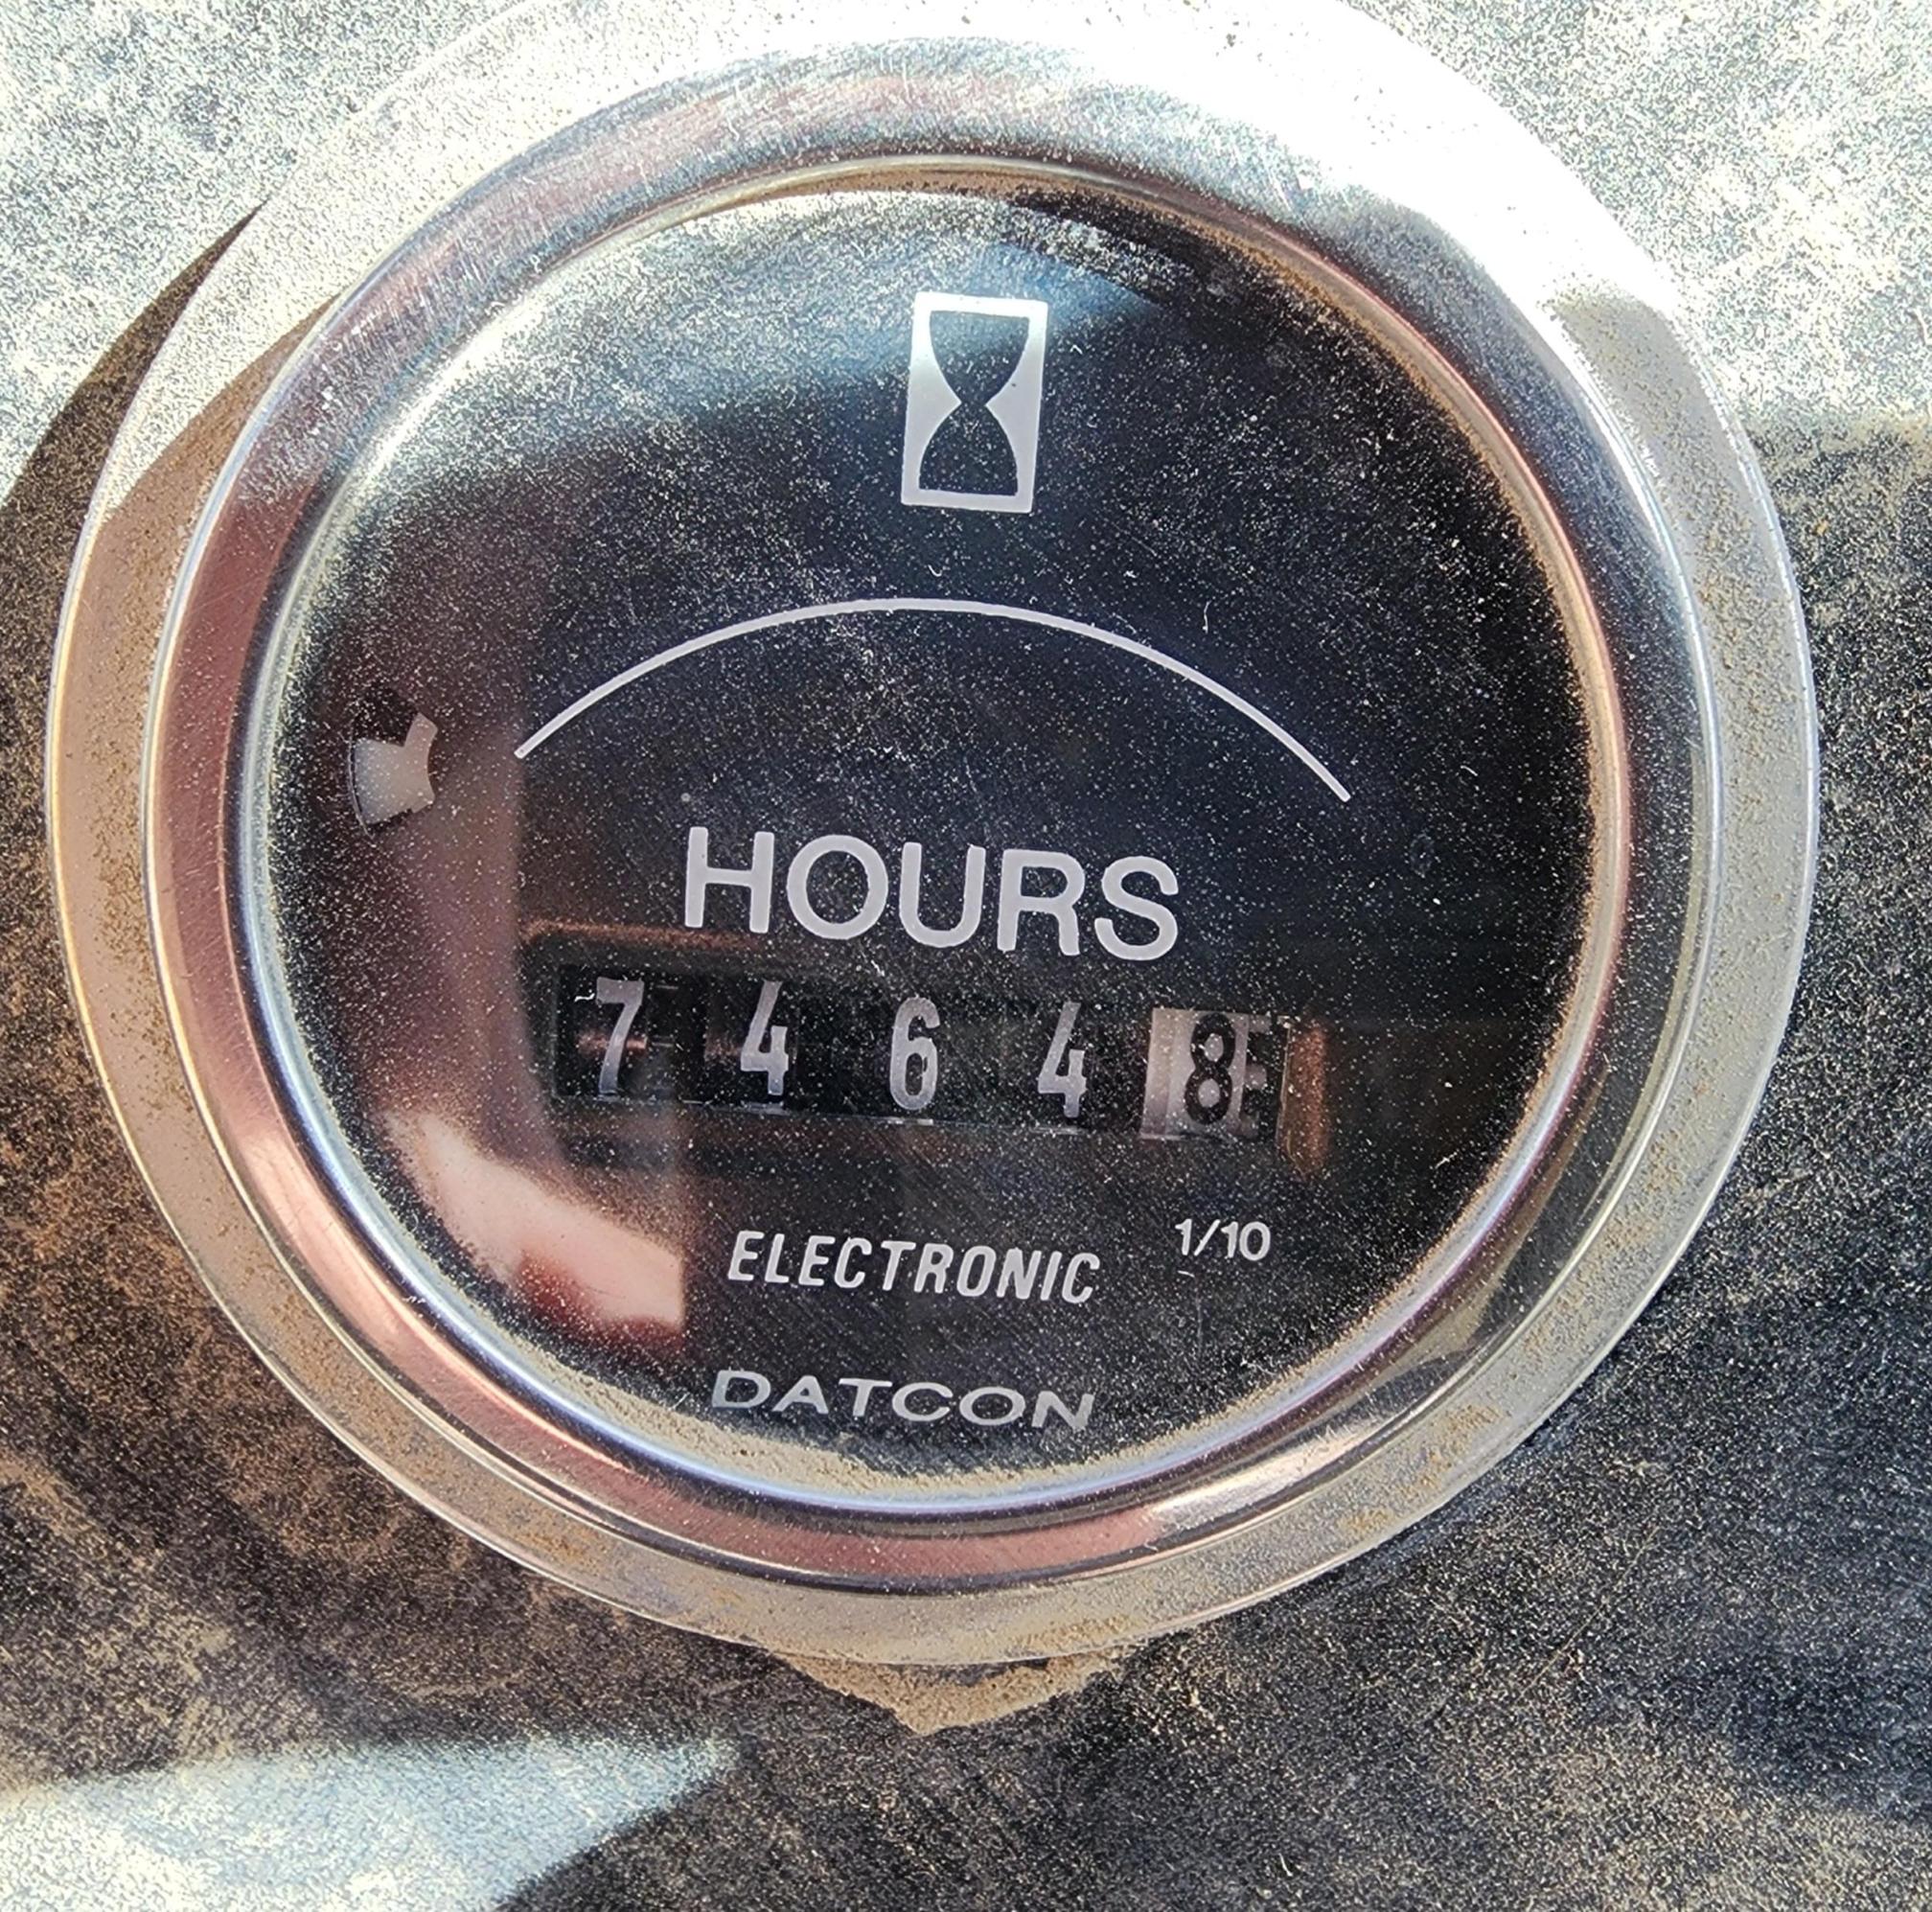 HOURS
7 4 6 4 8
1/10
ELECTRONIC
DATCON